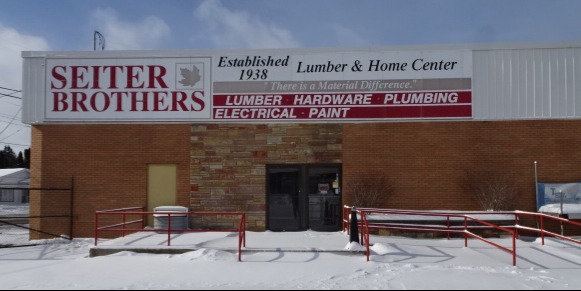 SEITER
BROTHERS
Established
1938
Lumber & Home Center
"There is a Material Difference."
LUMBER · HARDWARE · PLUMBING
ELECTRICAL · PAINT